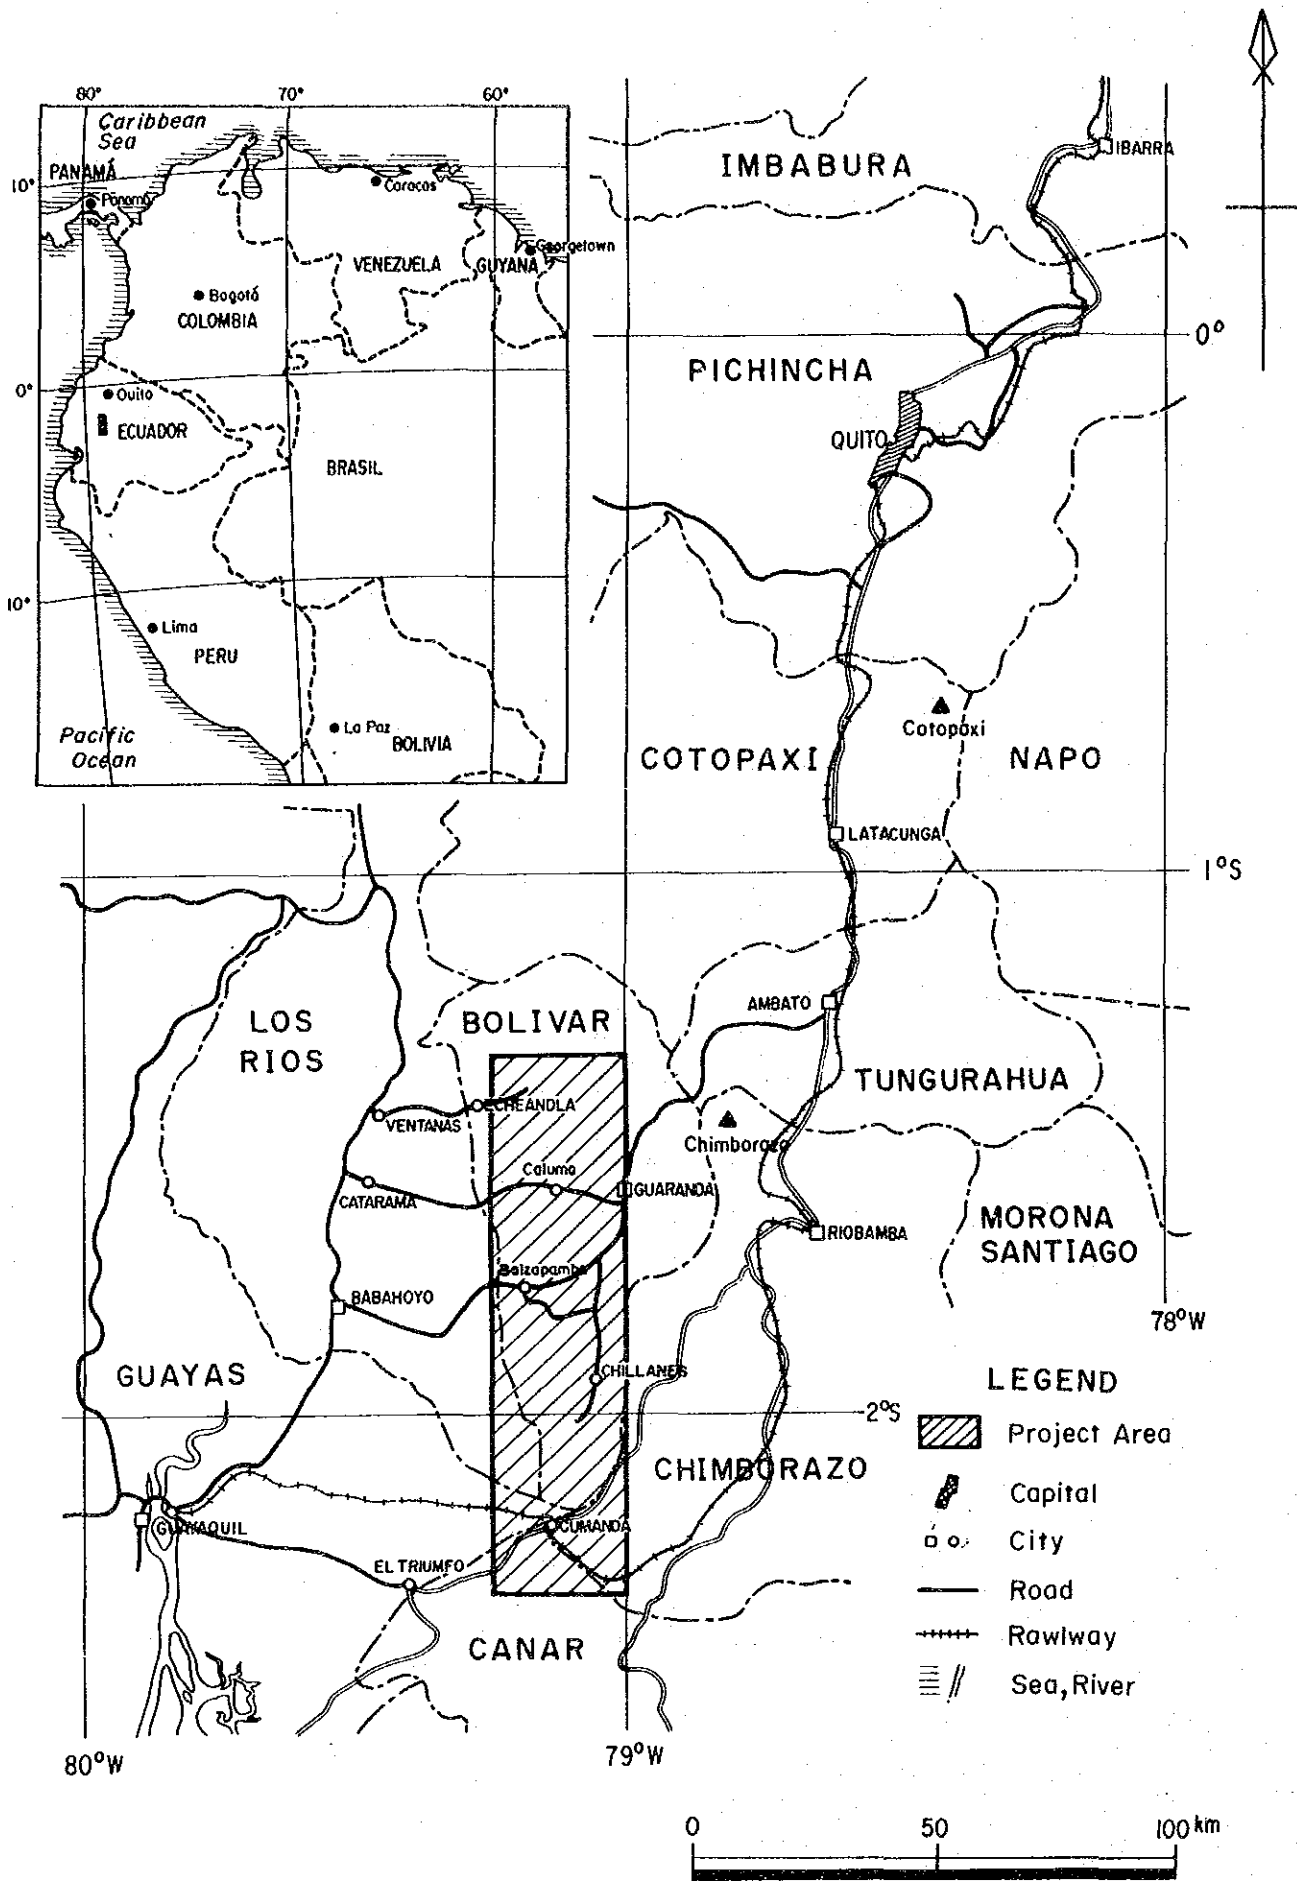 80°
70°
60°
Caribbean
Sea
PANAMÁ
10°
Panamá
Caracas
Georgetown
VENEZUELA
GUYANA
Bogotá
COLOMBIA
0°
Quito
ECUADOR
BRASIL
10°
Lima
PERU
La Paz
BOLIVIA
Pacific
Ocean
IMBABURA
IBARRA
0°
PICHINCHA
QUITO
Cotopaxi
COTOPAXI
NAPO
LATACUNGA
1°S
AMBATO
LOS
RIOS
BOLIVAR
TUNGURAHUA
ECHEANDLA
VENTANAS
Chimborazo
Caluma
CATARAMA
GUARANDA
MORONA
SANTIAGO
RIOBAMBA
Balzapamba
BABAHOYO
78°W
GUAYAS
CHILLANES
2°S
CHIMBORAZO
GUAYAQUIL
CUMANDA
EL TRIUMFO
CANAR
80°W
79°W
LEGEND
Project Area
Capital
City
Road
Rawlway
Sea, River
0
50
100 km